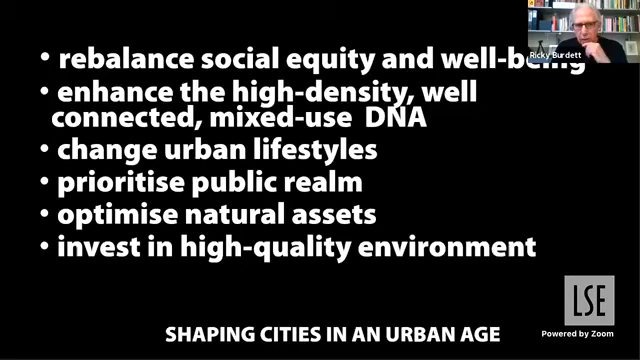 Ricky Burdett
• rebalance social equity and well-being
• enhance the high-density, well
connected, mixed-use DNA
• change urban lifestyles
• prioritise public realm
• optimise natural assets
• invest in high-quality environment
LSE
Powered by Zoom
SHAPING CITIES IN AN URBAN AGE